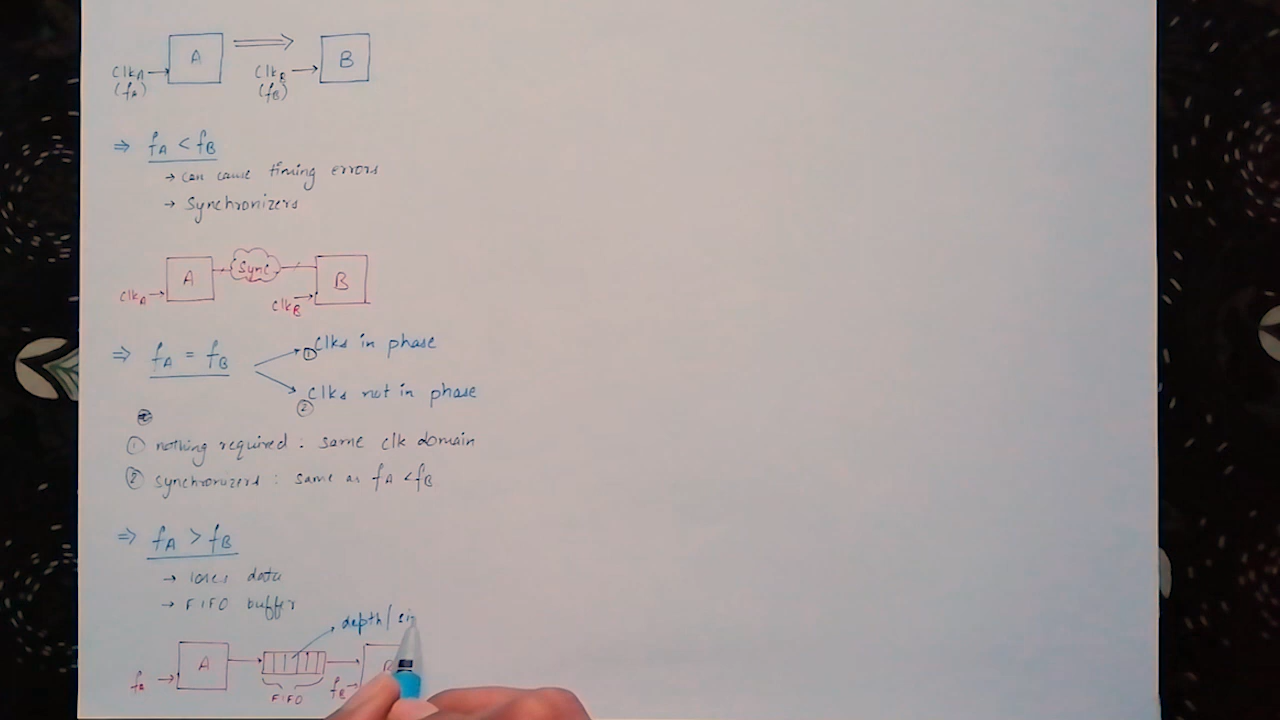 A B
ClkA ClkB
(fA) (fB)
⇒ fA < fB
→ can cause timing errors
→ Synchronizers
A Sync B
ClkA ClkB
⇒ fA = fB
① Clks in phase
② Clks not in phase
① nothing required : same clk domain
② synchronizers : same as fA < fB
⇒ fA > fB
→ loses data
→ FIFO buffer
depth/
A
FIFO fB